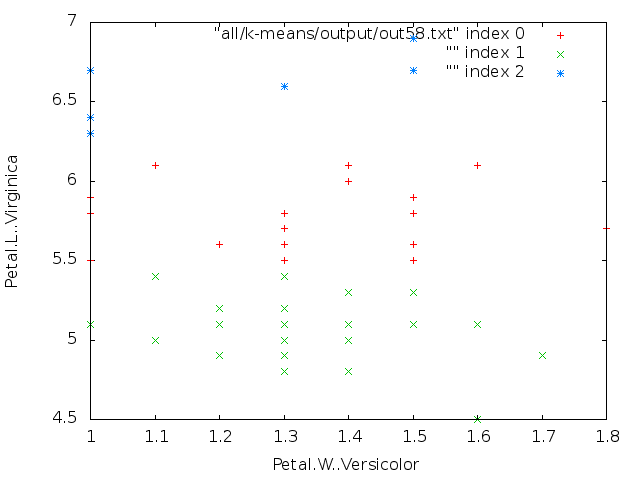 7
6.5
6
5.5
5
4.5
Petal.L..Virginica
"all/k-means/output/out58.txt" index 0
"" index 1
"" index 2
1 1.1 1.2 1.3 1.4 1.5 1.6 1.7 1.8
Petal.W..Versicolor